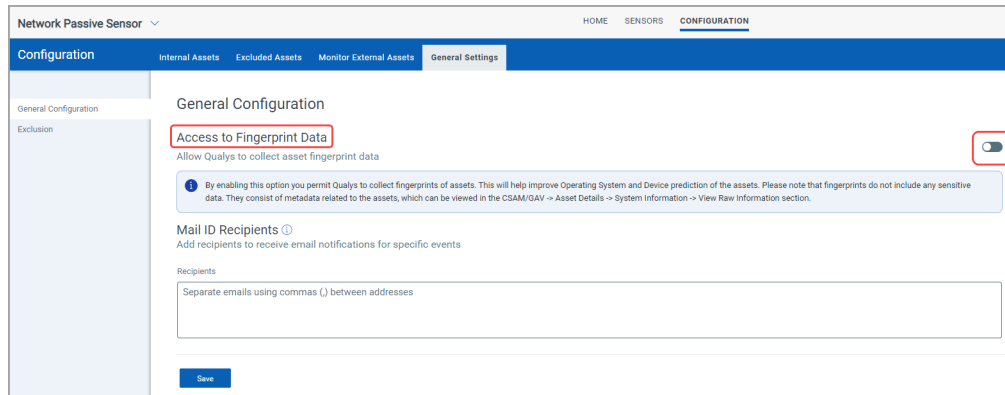 Network Passive Sensor
HOME SENSORS CONFIGURATION
Configuration
Internal Assets Excluded Assets Monitor External Assets General Settings
General Configuration
Exclusion
General Configuration
Access to Fingerprint Data
Allow Qualys to collect asset fingerprint data
By enabling this option you permit Qualys to collect fingerprints of assets. This will help improve Operating System and Device prediction of the assets. Please note that fingerprints do not include any sensitive
data. They consist of metadata related to the assets, which can be viewed in the CSAM/GAV -> Asset Details -> System Information -> View Raw Information section.
Mail ID Recipients
Add recipients to receive email notifications for specific events
Recipients
Separate emails using commas (,) between addresses
Save